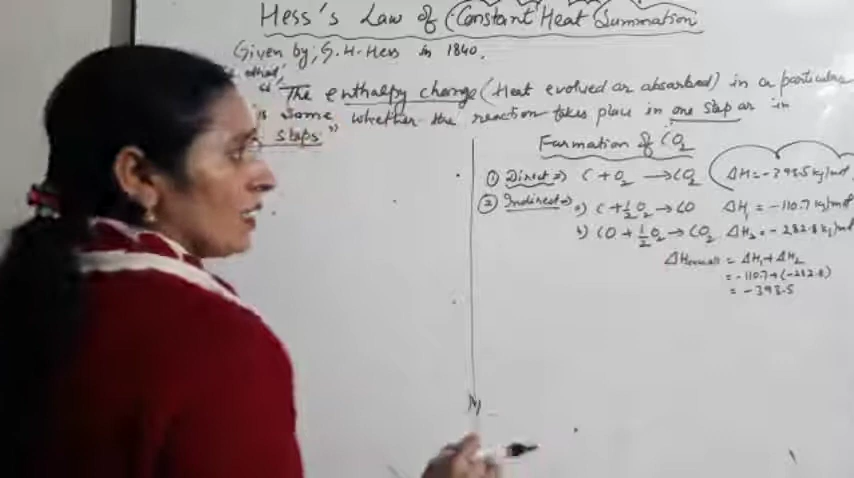 Hess's Law of Constant Heat Summation
Given by; G.H. Hess in 1840.
"The enthalpy change (Heat evolved or absorbed) in a particular
is same whether the reaction takes place in one step or in
steps"
Formation of CO₂
① Direct ⇒ C + O₂ → CO₂ ΔH = -393.5 kJ/mol
② Indirect ⇒ a) C + ½O₂ → CO ΔH₁ = -110.7 kJ/mol
b) CO + ½O₂ → CO₂ ΔH₂ = -282.8 kJ/mol
ΔHoverall = ΔH₁ + ΔH₂
= -110.7 + (-282.8)
= -393.5